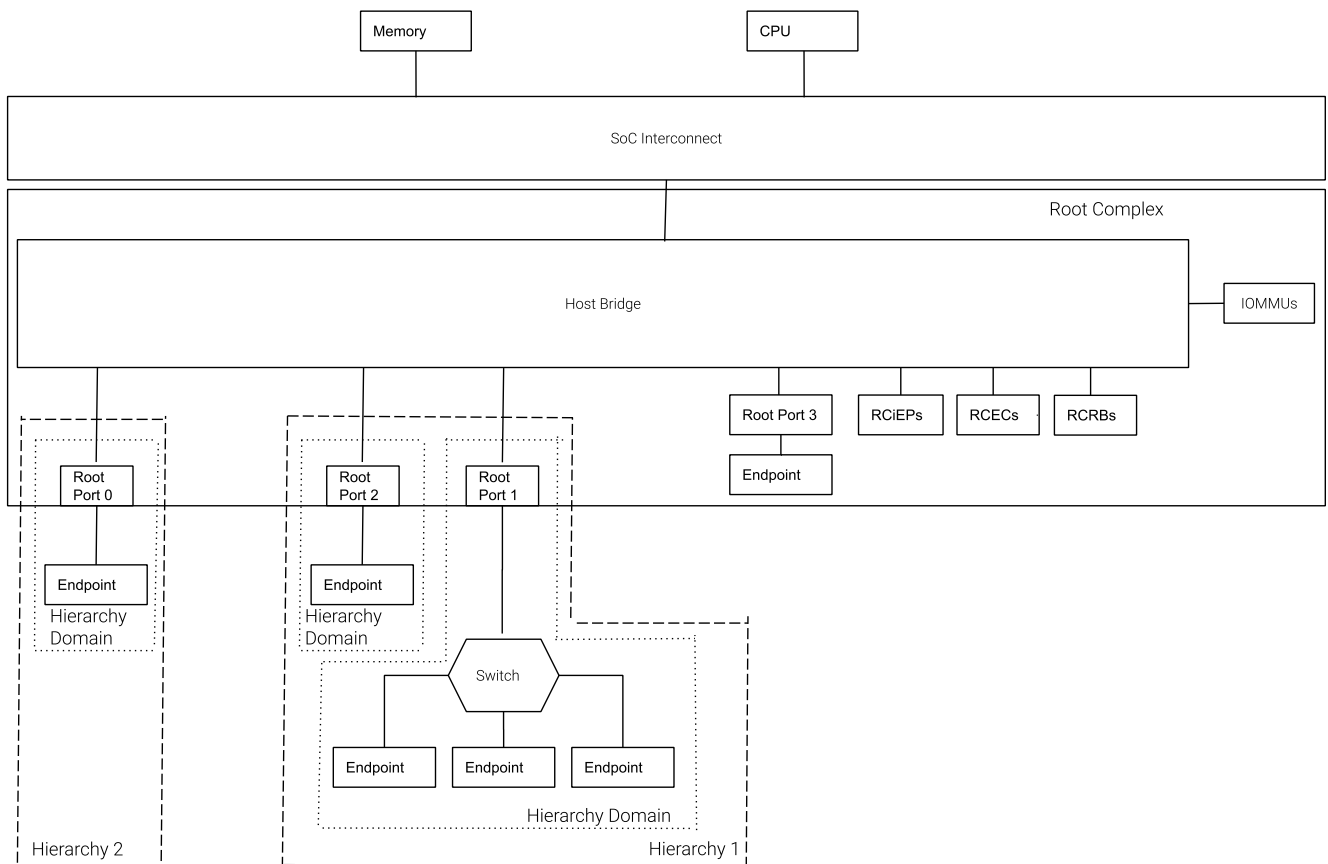 Memory
CPU
SoC Interconnect
Root Complex
Host Bridge
IOMMUs
Root Port 3
RCiEPs
RCECs
RCRBs
Endpoint
Root
Port 0
Root
Port 2
Root
Port 1
Endpoint
Hierarchy
Domain
Endpoint
Hierarchy
Domain
Switch
Endpoint
Endpoint
Endpoint
Hierarchy Domain
Hierarchy 2
Hierarchy 1